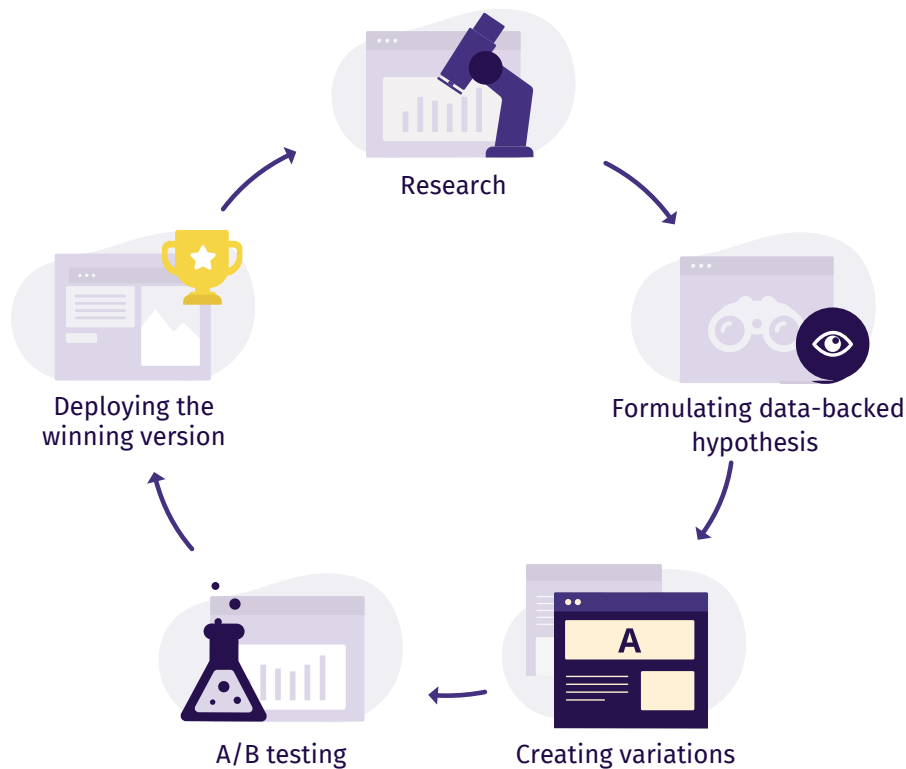 Research
Formulating data-backed
hypothesis
A
Creating variations
A/B testing
Deploying the
winning version